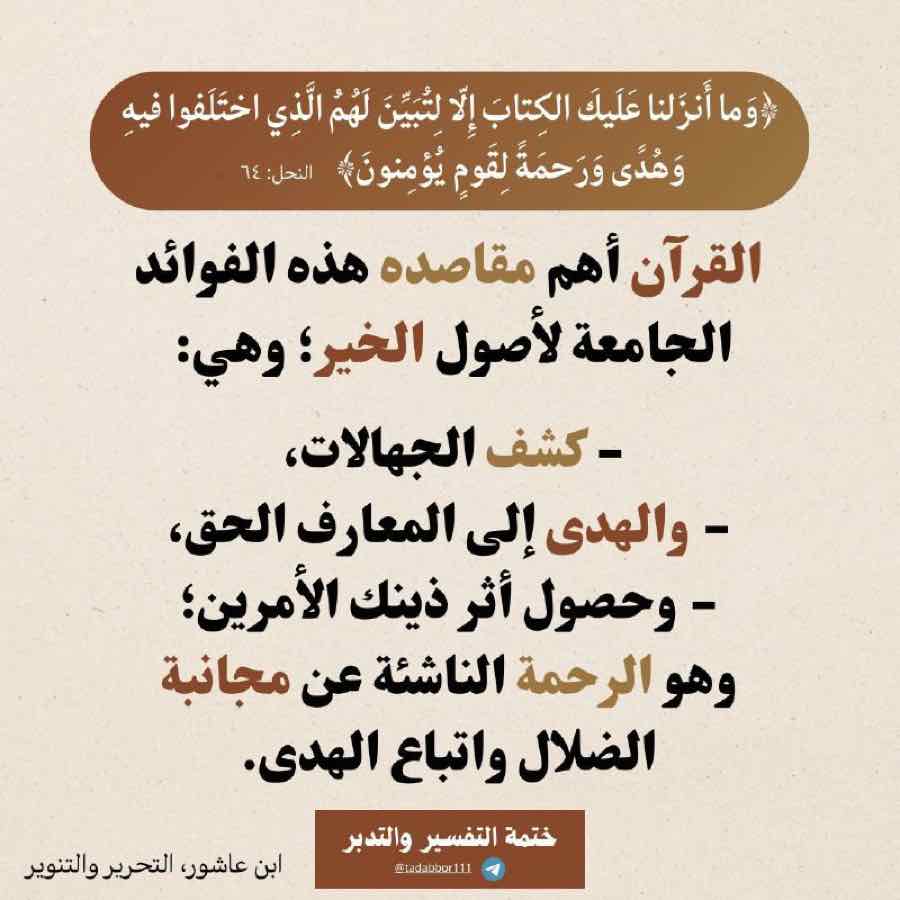 ﴿وَما أَنزَلنا عَلَيكَ الكِتابَ إِلّا لِتُبَيِّنَ لَهُمُ الَّذِي اختَلَفوا فيهِ
وَهُدًى وَرَحمَةً لِقَومٍ يُؤمِنونَ﴾ النحل: ٦٤
القرآن أهم مقاصده هذه الفوائد
الجامعة لأصول الخير؛ وهي:
- كشف الجهالات،
- والهدى إلى المعارف الحق،
- وحصول أثر ذينك الأمرين؛
وهو الرحمة الناشئة عن مجانبة
الضلال واتباع الهدى.
ختمة التفسير والتدبر
@tadabbor111
ابن عاشور، التحرير والتنوير